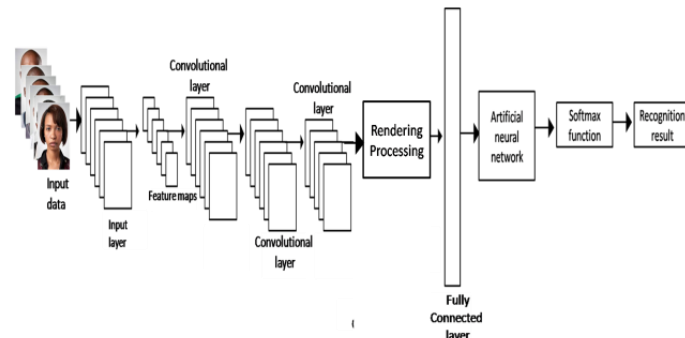 Input
data
Input
layer
Feature maps
Convolutional
layer
Convolutional
layer
Convolutional
layer
Rendering
Processing
Fully
Connected
layer
Artificial
neural
network
Softmax
function
Recognition
result